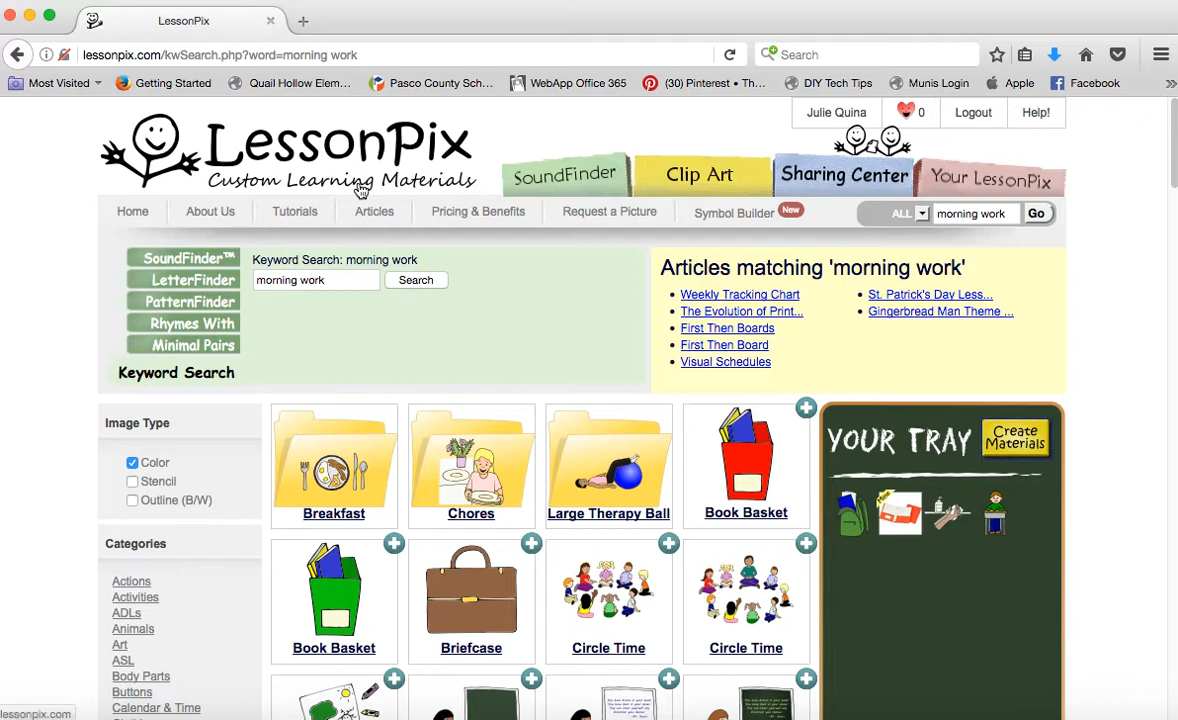 LessonPix
lessonpix.com/kwSearch.php?word=morning work
Search
Most Visited
Getting Started
Quail Hollow Elem...
Pasco County Sch...
WebApp Office 365
(30) Pinterest • Th...
DIY Tech Tips
Munis Login
Apple
Facebook
Julie Quina
0
Logout
Help!
LessonPix
Custom Learning Materials
SoundFinder
Clip Art
Sharing Center
Your LessonPix
Home
About Us
Tutorials
Articles
Pricing & Benefits
Request a Picture
Symbol Builder
New
ALL
morning work
Go
SoundFinder™
LetterFinder
PatternFinder
Rhymes With
Minimal Pairs
Keyword Search
Keyword Search: morning work
morning work
Search
Articles matching 'morning work'
Weekly Tracking Chart
The Evolution of Print...
First Then Boards
First Then Board
Visual Schedules
St. Patrick's Day Less...
Gingerbread Man Theme ...
Image Type
Color
Stencil
Outline (B/W)
Categories
Actions
Activities
ADLs
Animals
Art
ASL
Body Parts
Buttons
Calendar & Time
Breakfast
Chores
Large Therapy Ball
Book Basket
Book Basket
Briefcase
Circle Time
Circle Time
YOUR TRAY
Create
Materials
lessonpix.com